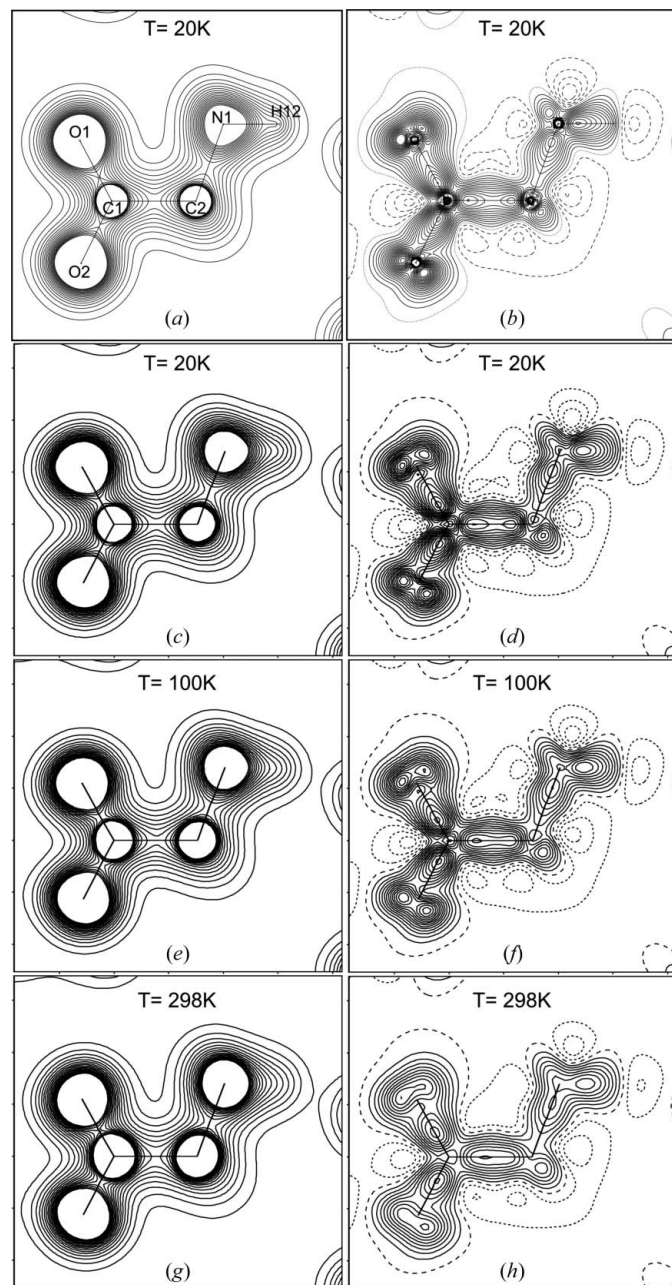 T= 20K
T= 20K
O1
N1
H12
C1
C2
O2
(a)
(b)
T= 20K
T= 20K
(c)
(d)
T= 100K
T= 100K
(e)
(f)
T= 298K
T= 298K
(g)
(h)